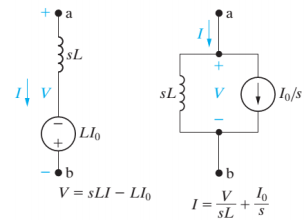 + a
sL
I V
− + LI₀
− b
V = sLI − LI₀
a
I
+
sL V I₀/s
−
b
I = V/sL + I₀/s